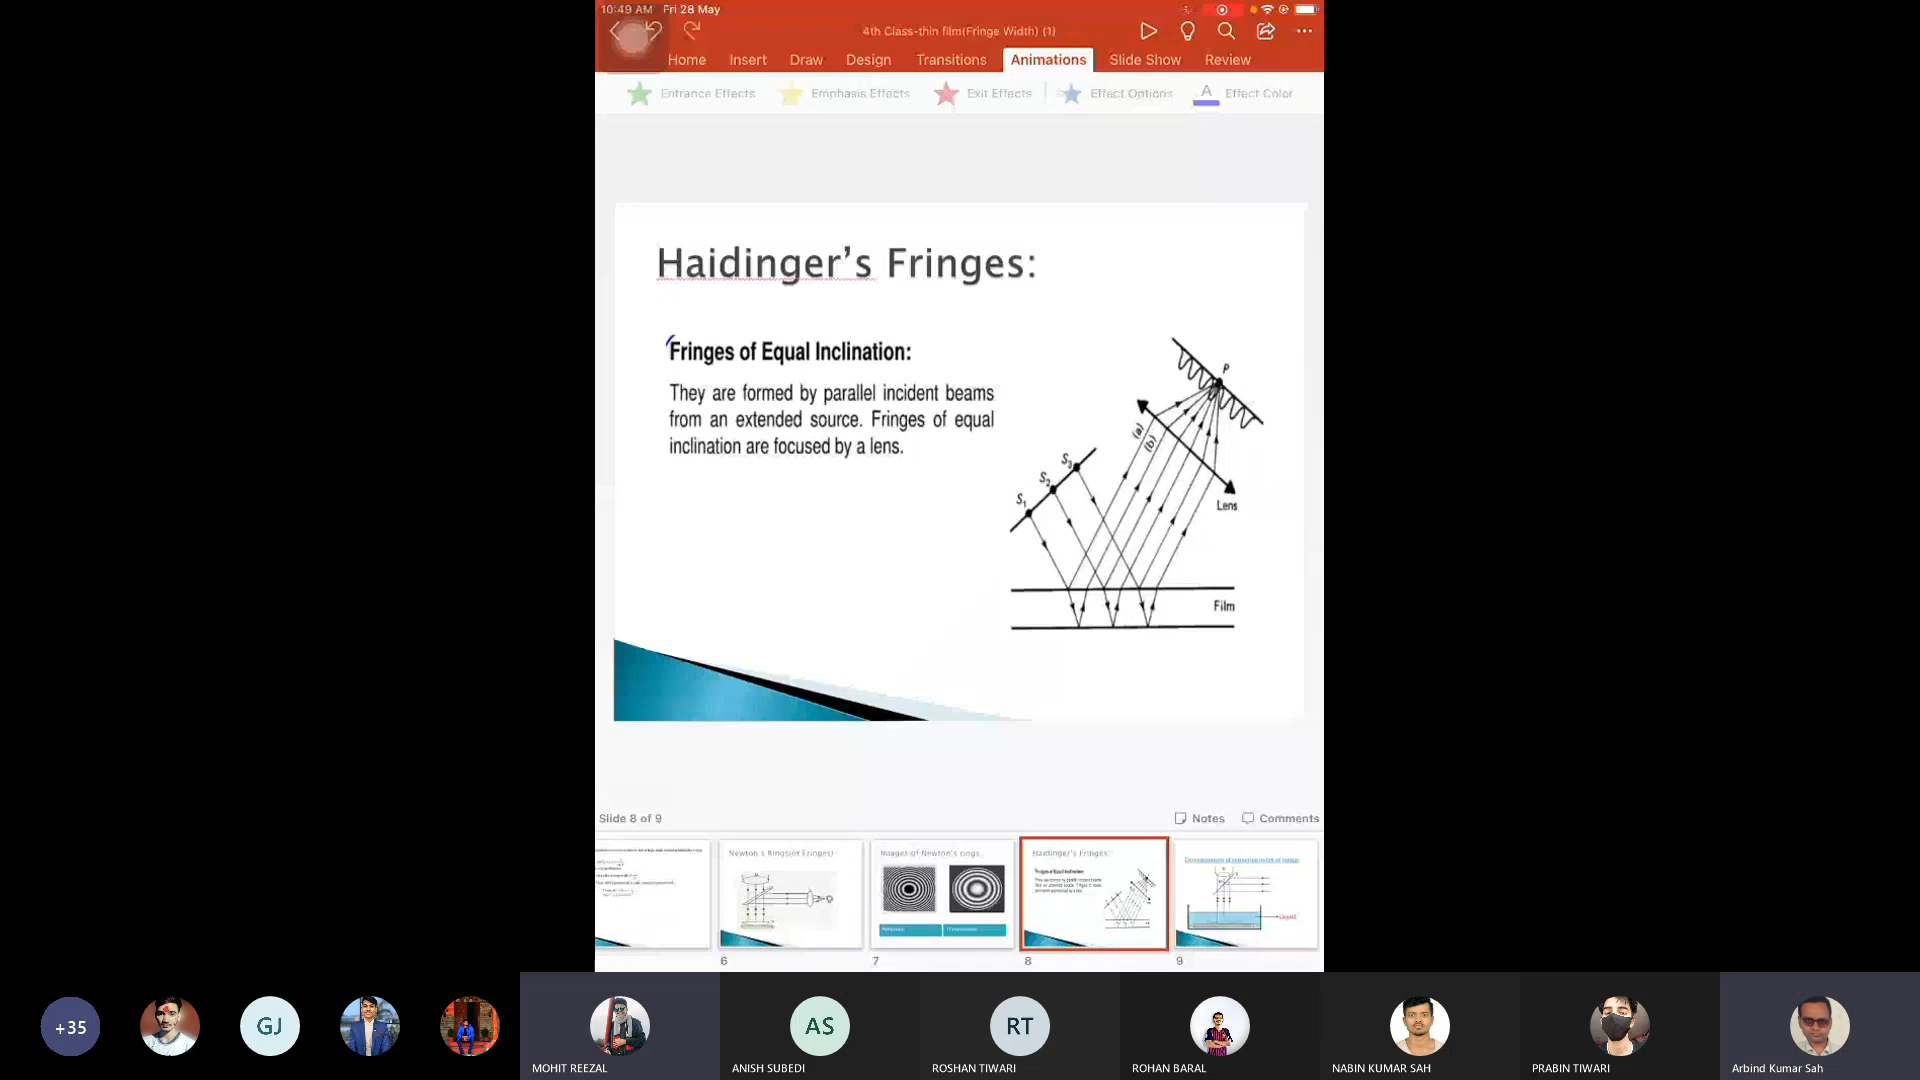 10:49 AM Fri 28 May
4th Class-thin film(Fringe Width) (1)
Home Insert Draw Design Transitions Animations Slide Show Review
Entrance Effects Emphasis Effects Exit Effects Effect Options A Effect Color
Haidinger’s Fringes:
Fringes of Equal Inclination:
They are formed by parallel incident beams
from an extended source. Fringes of equal
inclination are focused by a lens.
P
(a)
(b)
S3
S2
S1
Lens
Film
Slide 8 of 9
Notes Comments
Newton's Rings(or Fringes)
Images of Newton's rings
Haidinger's Fringes:
Fringes of Equal Inclination:
Liquid
6 7 8 9
+35 GJ AS RT
MOHIT REEZAL ANISH SUBEDI ROSHAN TIWARI ROHAN BARAL NABIN KUMAR SAH PRABIN TIWARI Arbind Kumar Sah